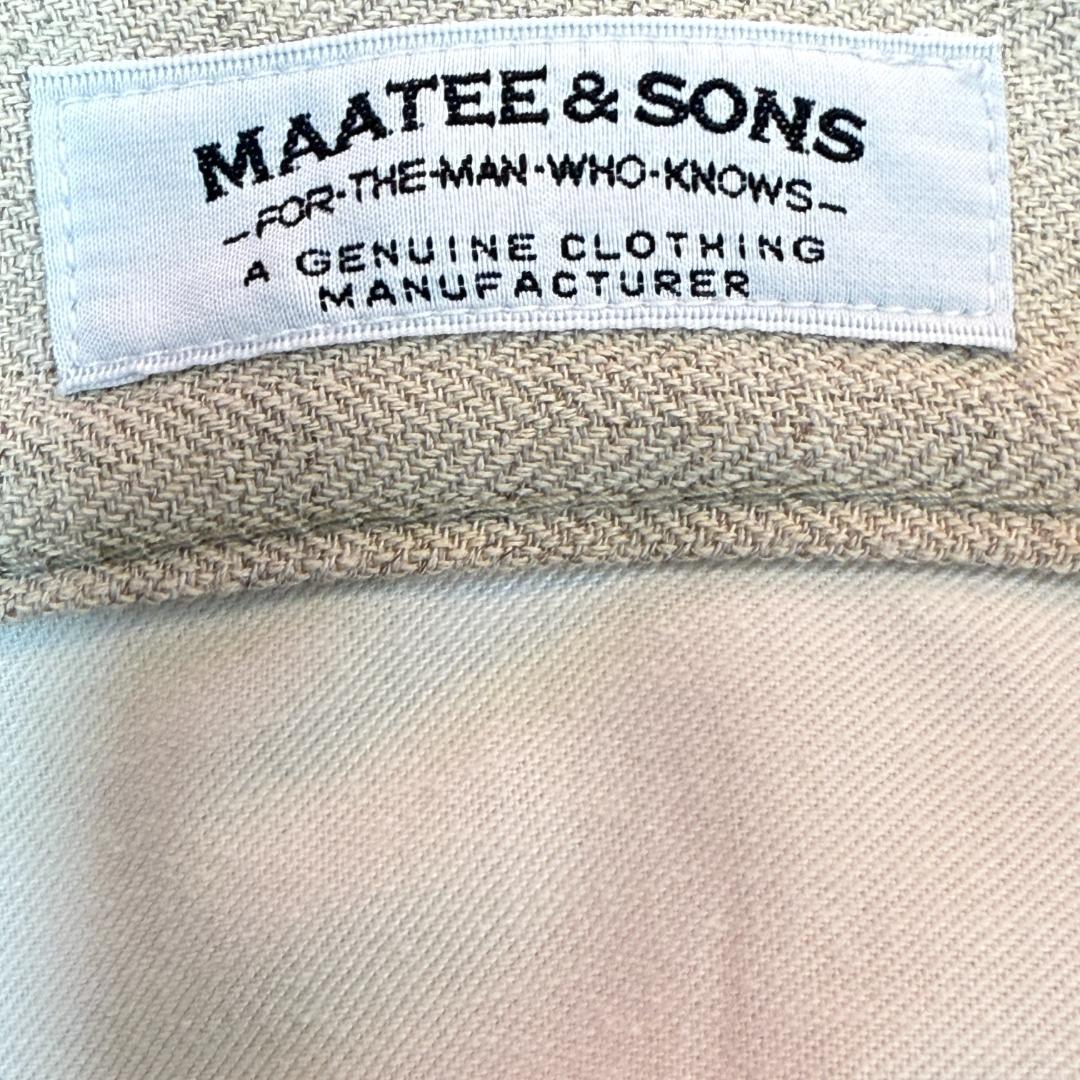 MAATEE & SONS
-FOR-THE-MAN-WHO-KNOWS-
A GENUINE CLOTHING
MANUFACTURER